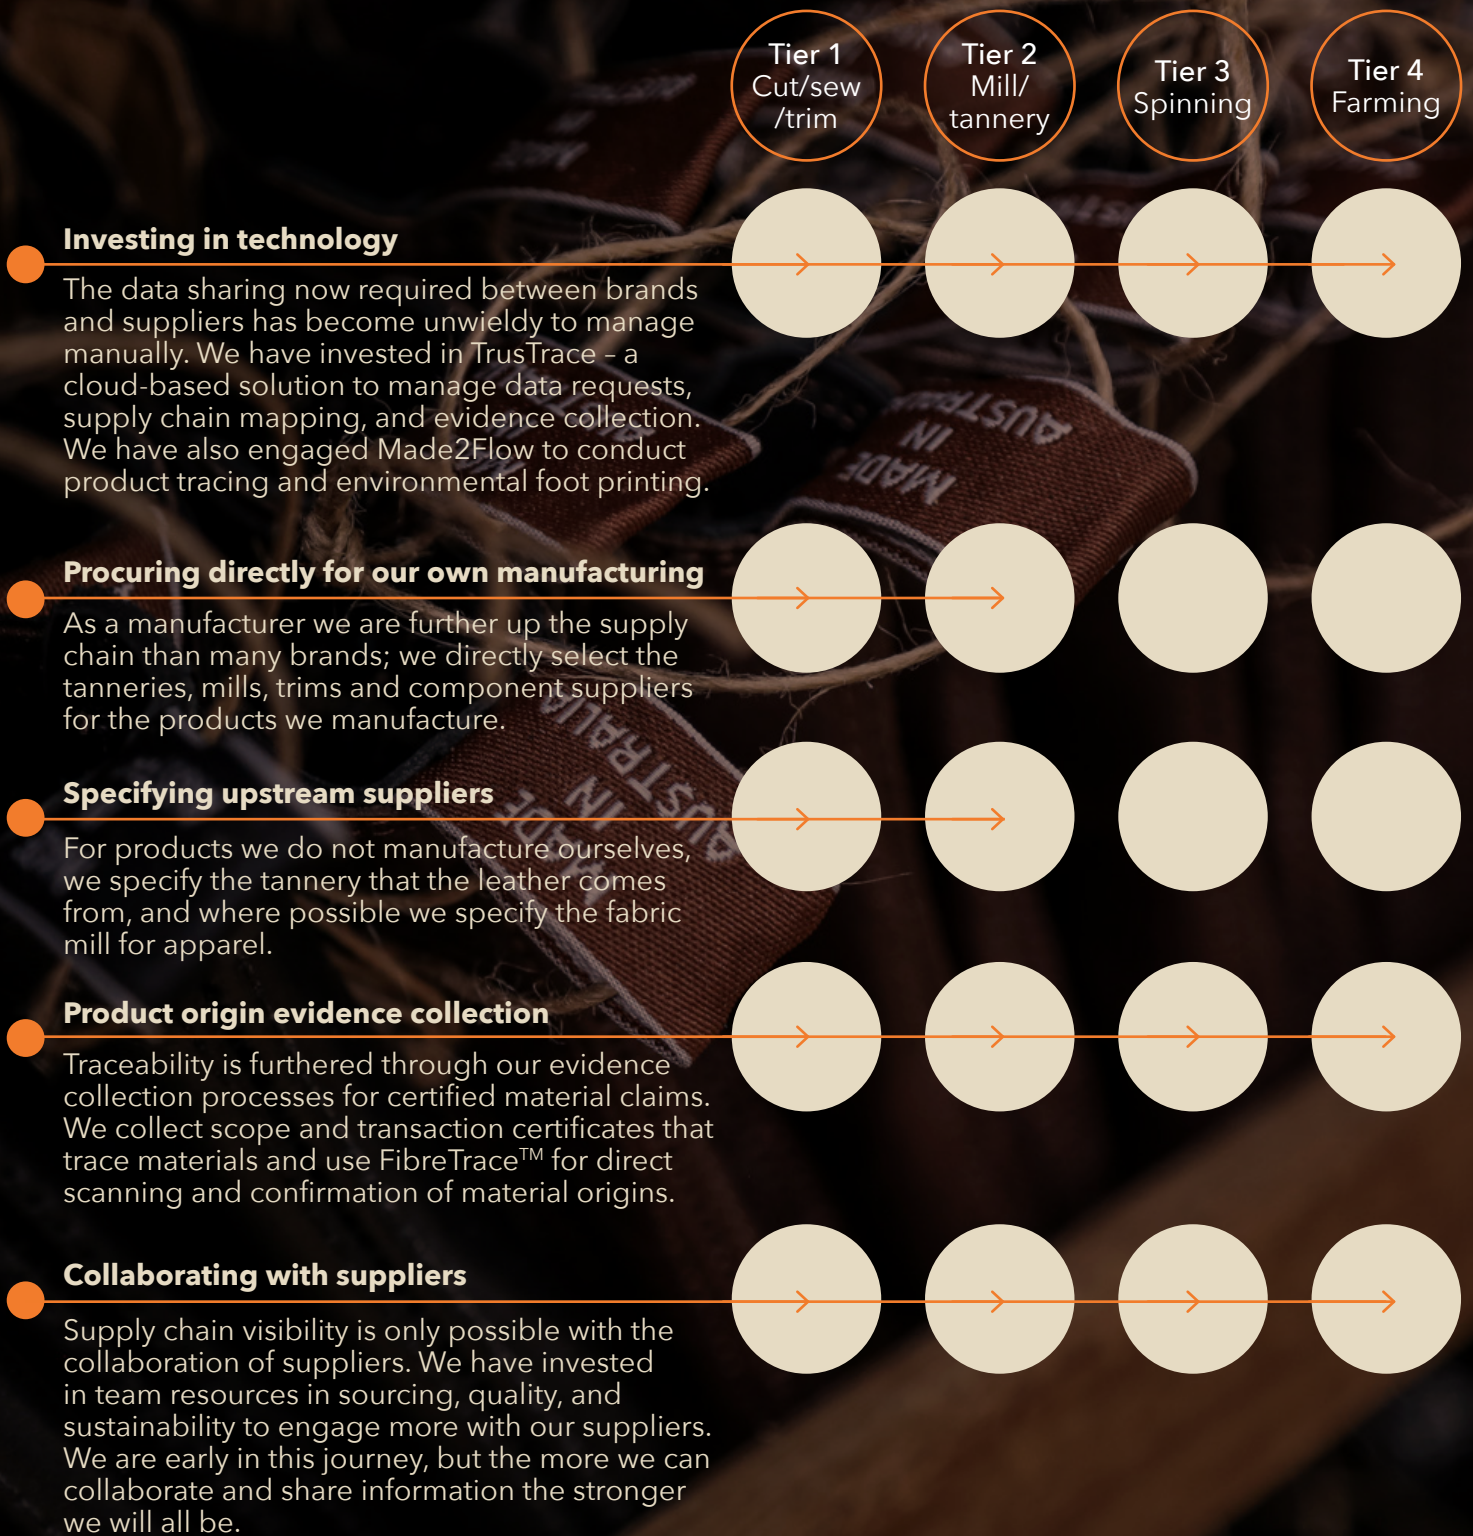 Tier 1
Cut/sew
/trim
Tier 2
Mill/
tannery
Tier 3
Spinning
Tier 4
Farming
Investing in technology
The data sharing now required between brands
and suppliers has become unwieldy to manage
manually. We have invested in TrusTrace – a
cloud-based solution to manage data requests,
supply chain mapping, and evidence collection.
We have also engaged Made2Flow to conduct
product tracing and environmental foot printing.
MADE
IN
AUSTRALIA
Procuring directly for our own manufacturing
As a manufacturer we are further up the supply
chain than many brands; we directly select the
tanneries, mills, trims and component suppliers
for the products we manufacture.
Specifying upstream suppliers
For products we do not manufacture ourselves,
we specify the tannery that the leather comes
from, and where possible we specify the fabric
mill for apparel.
MADE
IN
AUSTRALIA
Product origin evidence collection
Traceability is furthered through our evidence
collection processes for certified material claims.
We collect scope and transaction certificates that
trace materials and use FibreTrace™ for direct
scanning and confirmation of material origins.
Collaborating with suppliers
Supply chain visibility is only possible with the
collaboration of suppliers. We have invested
in team resources in sourcing, quality, and
sustainability to engage more with our suppliers.
We are early in this journey, but the more we can
collaborate and share information the stronger
we will all be.